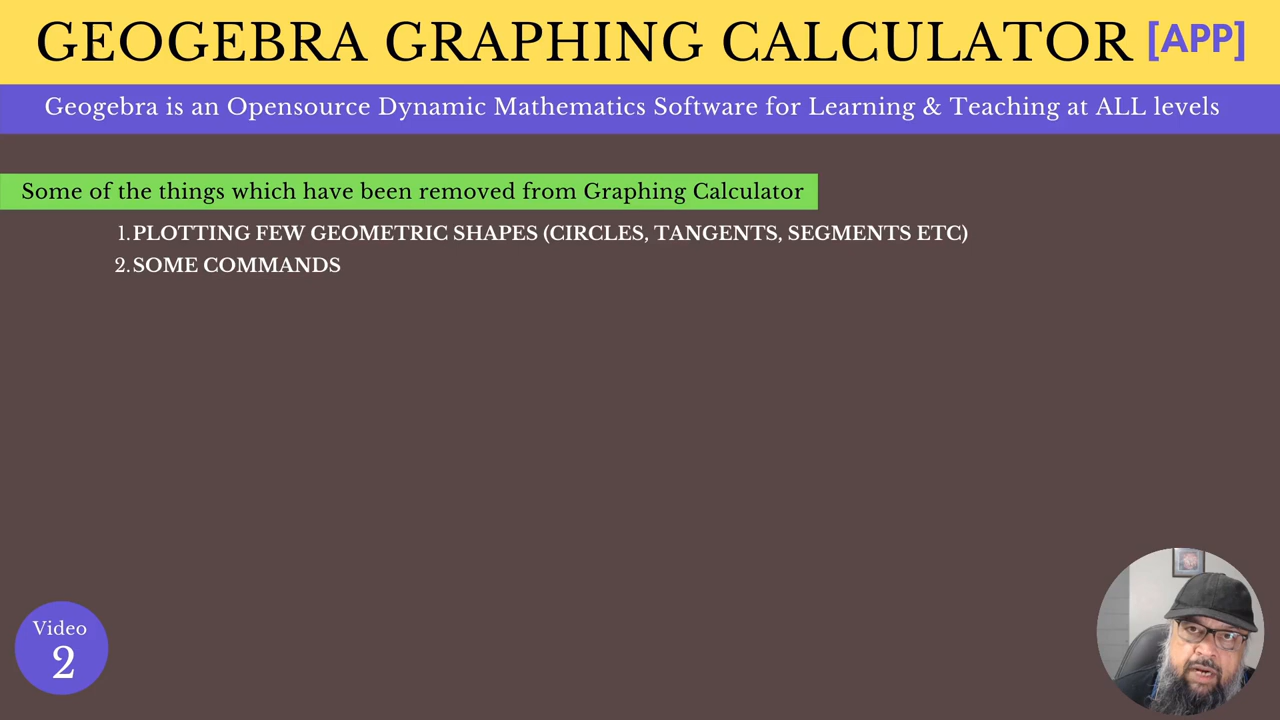 GEOGEBRA GRAPHING CALCULATOR [APP]
Geogebra is an Opensource Dynamic Mathematics Software for Learning & Teaching at ALL levels
Some of the things which have been removed from Graphing Calculator
1. PLOTTING FEW GEOMETRIC SHAPES (CIRCLES, TANGENTS, SEGMENTS ETC)
2. SOME COMMANDS
Video
2